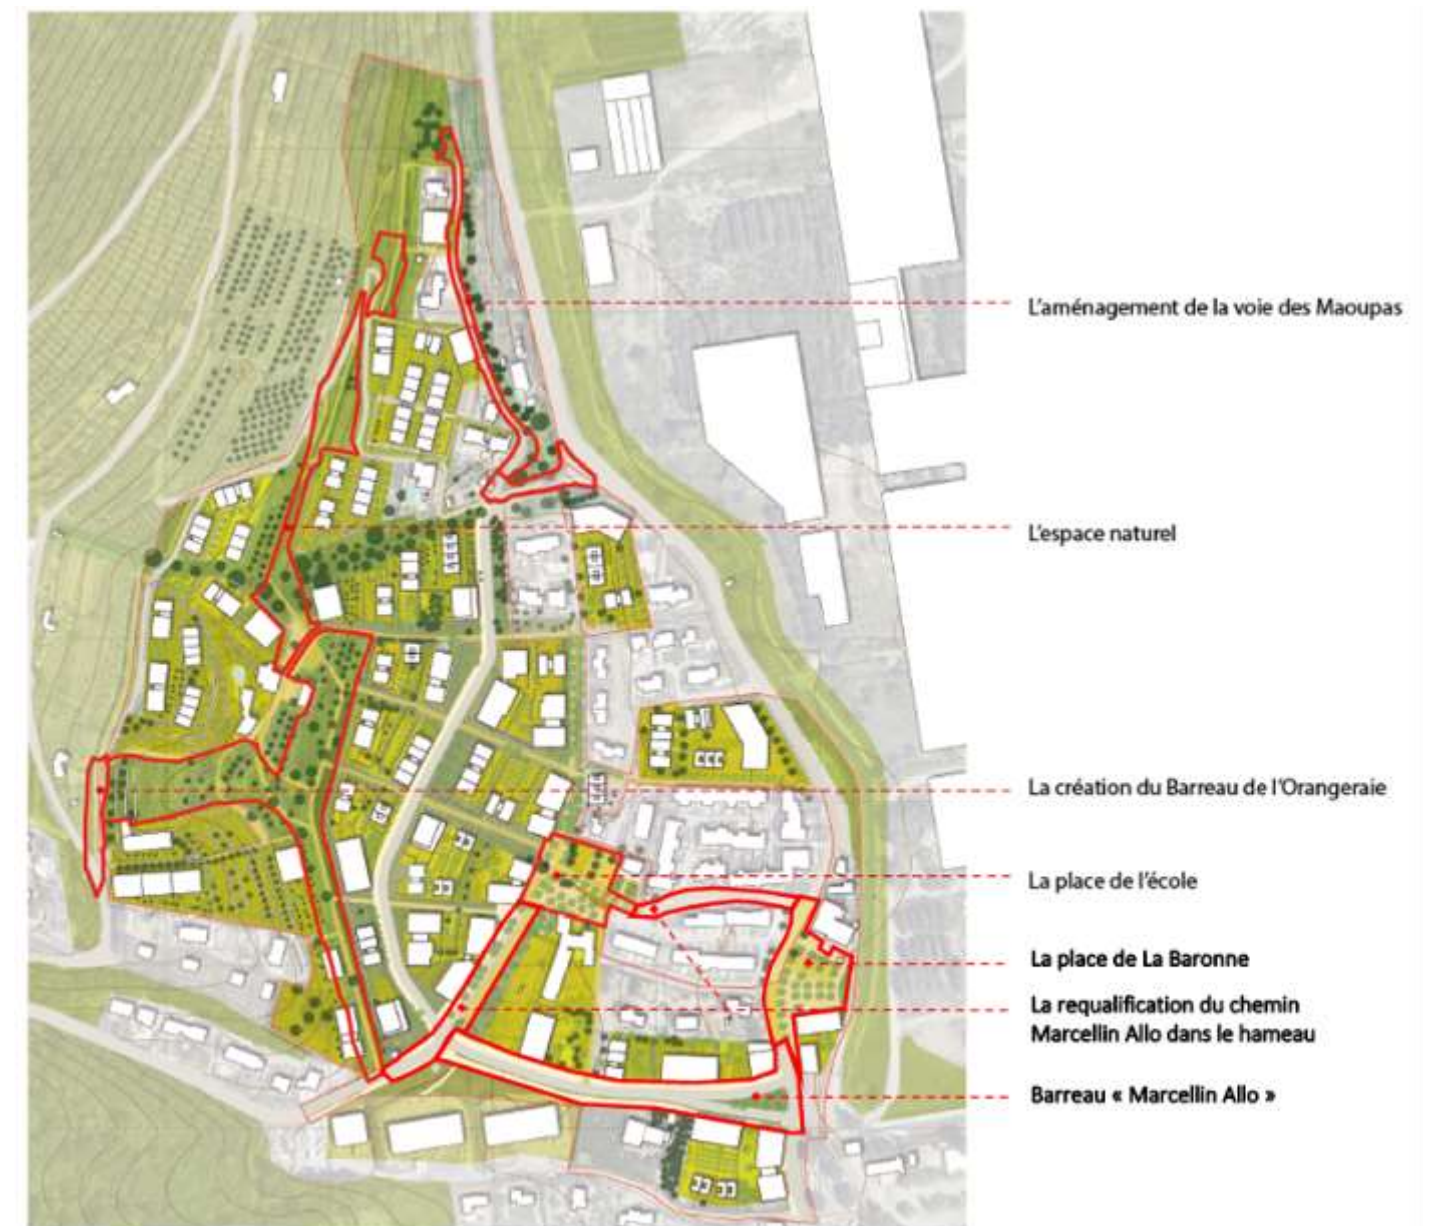 L'aménagement de la voie des Maoupas
L'espace naturel
La création du Barreau de l'Orangeraie
La place de l'école
La place de La Baronne
La requalification du chemin
Marcellin Allo dans le hameau
Barreau « Marcellin Allo »